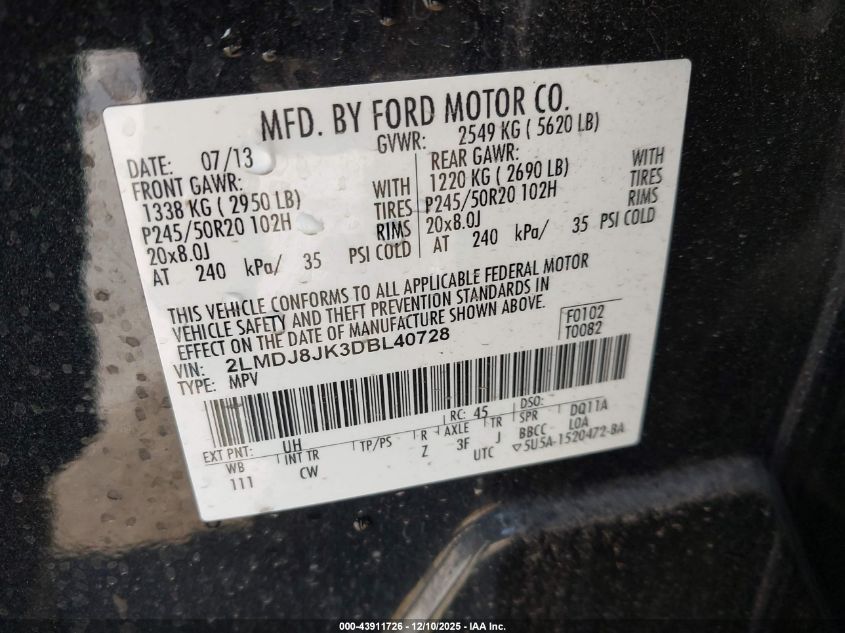 MFD. BY FORD MOTOR CO.
DATE: 07/13 GVWR: 2549 KG ( 5620 LB)
FRONT GAWR: REAR GAWR:
1338 KG ( 2950 LB) WITH 1220 KG ( 2690 LB) WITH
P245/50R20 102H TIRES P245/50R20 102H TIRES
20x8.0J RIMS 20x8.0J RIMS
AT 240 kPa/ 35 PSI COLD AT 240 kPa/ 35 PSI COLD
THIS VEHICLE CONFORMS TO ALL APPLICABLE FEDERAL MOTOR
VEHICLE SAFETY AND THEFT PREVENTION STANDARDS IN
EFFECT ON THE DATE OF MANUFACTURE SHOWN ABOVE.
F0102
T0082
VIN: 2LMDJ8JK3DBL40728
TYPE: MPV
EXT PNT: UH RC: 45 DSO:
WB INT TR TP/PS R AXLE TR SPR DQ11A
111 CW Z 3F J BBCC LOA
UTC ▽5U5A-1520472-BA
000-43911726 - 12/10/2025 - IAA Inc.